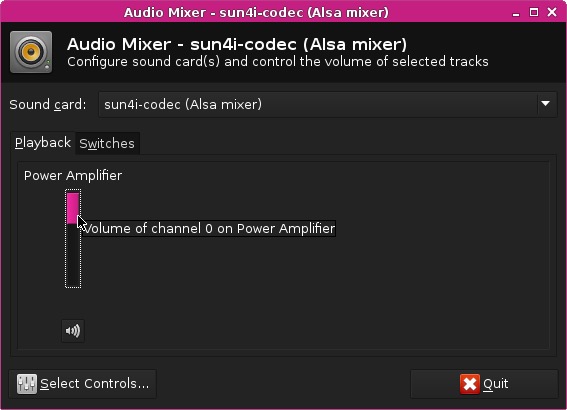 Audio Mixer - sun4i-codec (Alsa mixer)
Audio Mixer - sun4i-codec (Alsa mixer)
Configure sound card(s) and control the volume of selected tracks
Sound card: sun4i-codec (Alsa mixer)
Playback Switches
Power Amplifier
Volume of channel 0 on Power Amplifier
Select Controls... Quit